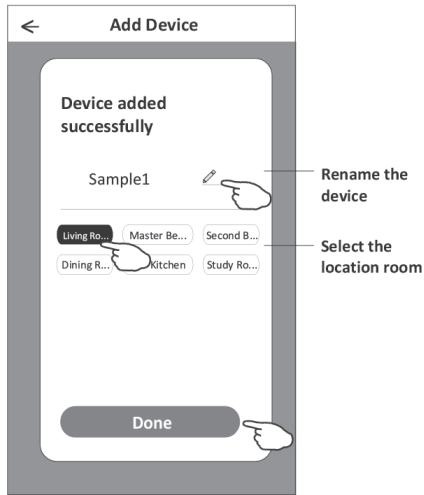 Add Device
Device added
successfully
Sample1
Rename the
device
Living Ro...
Master Be...
Second B...
Select the
location room
Dining R...
Kitchen
Study Ro...
Done